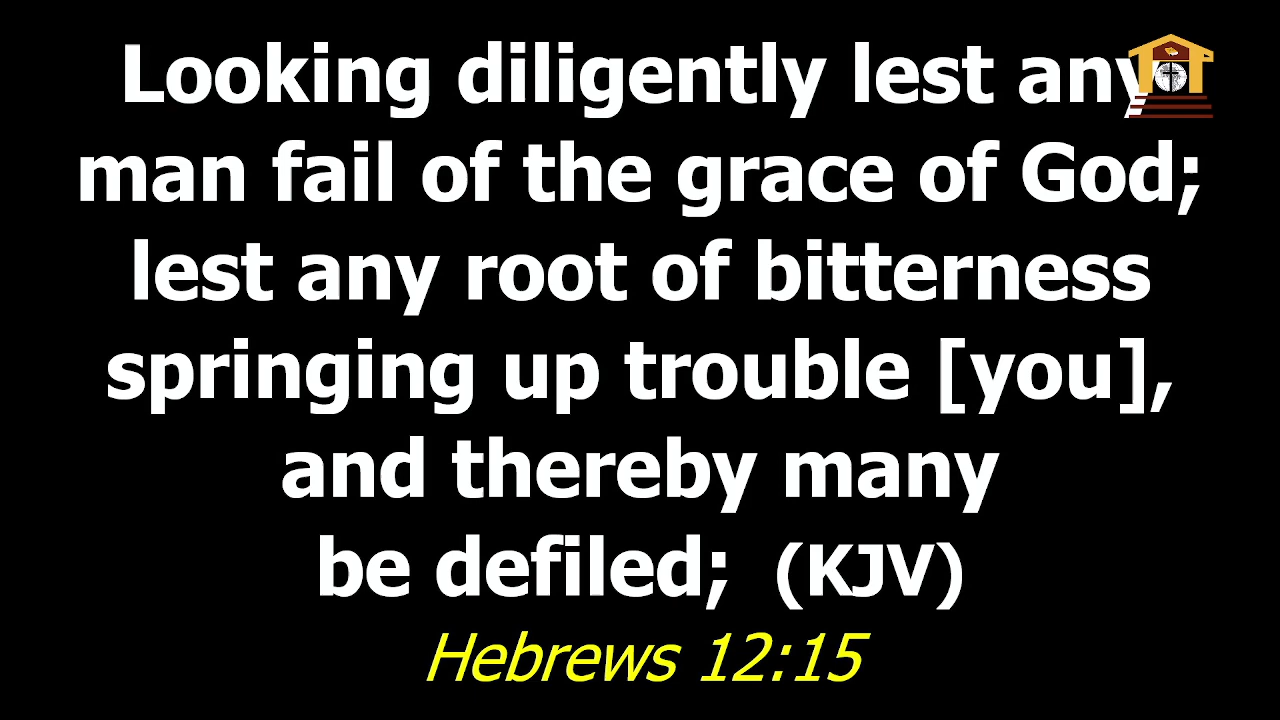 Looking diligently lest any
man fail of the grace of God;
lest any root of bitterness
springing up trouble [you],
and thereby many
be defiled; (KJV)
Hebrews 12:15